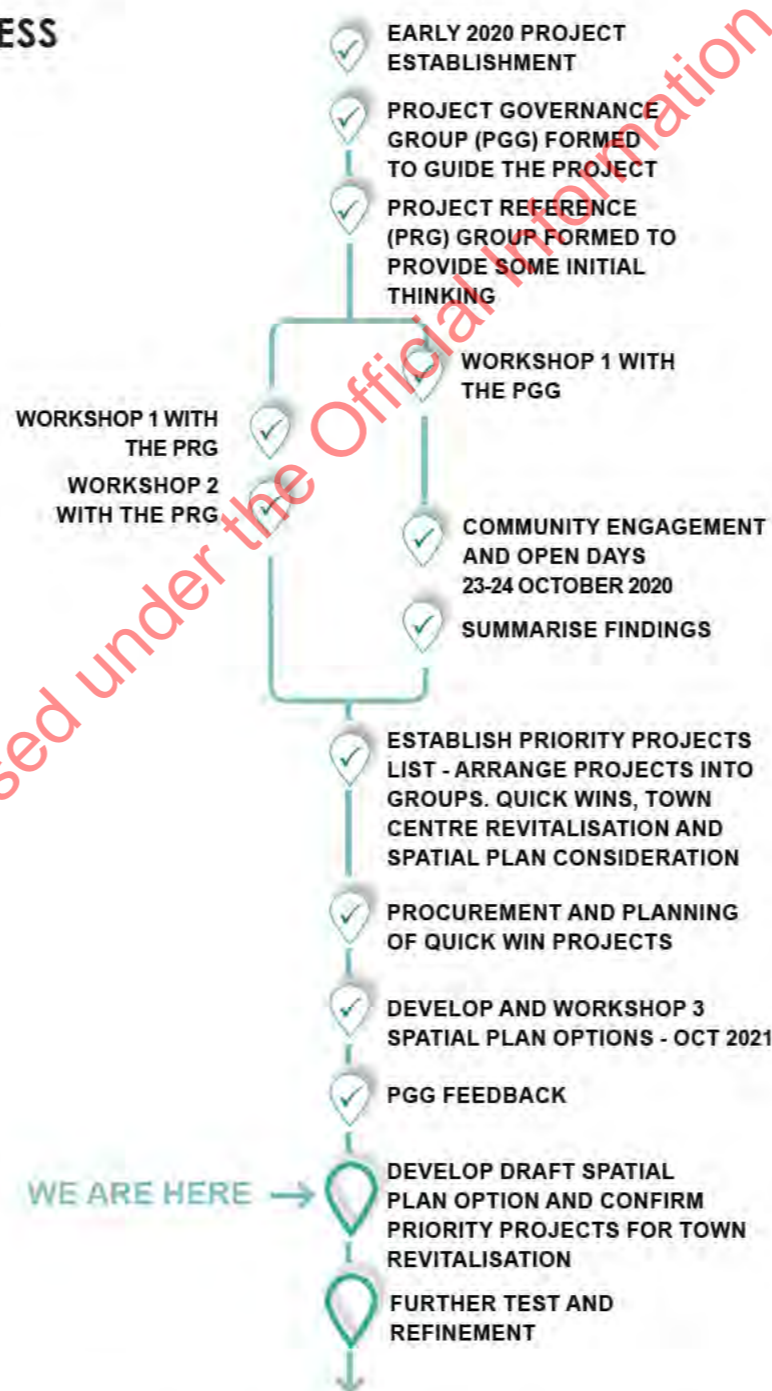 ESS
EARLY 2020 PROJECT
ESTABLISHMENT
PROJECT GOVERNANCE
GROUP (PGG) FORMED
TO GUIDE THE PROJECT
PROJECT REFERENCE
(PRG) GROUP FORMED TO
PROVIDE SOME INITIAL
THINKING
WORKSHOP 1 WITH
THE PGG
WORKSHOP 1 WITH
THE PRG
WORKSHOP 2
WITH THE PRG
COMMUNITY ENGAGEMENT
AND OPEN DAYS
23-24 OCTOBER 2020
SUMMARISE FINDINGS
ESTABLISH PRIORITY PROJECTS
LIST - ARRANGE PROJECTS INTO
GROUPS. QUICK WINS, TOWN
CENTRE REVITALISATION AND
SPATIAL PLAN CONSIDERATION
PROCUREMENT AND PLANNING
OF QUICK WIN PROJECTS
DEVELOP AND WORKSHOP 3
SPATIAL PLAN OPTIONS - OCT 2021
PGG FEEDBACK
WE ARE HERE
DEVELOP DRAFT SPATIAL
PLAN OPTION AND CONFIRM
PRIORITY PROJECTS FOR TOWN
REVITALISATION
FURTHER TEST AND
REFINEMENT
sed under the Official Information